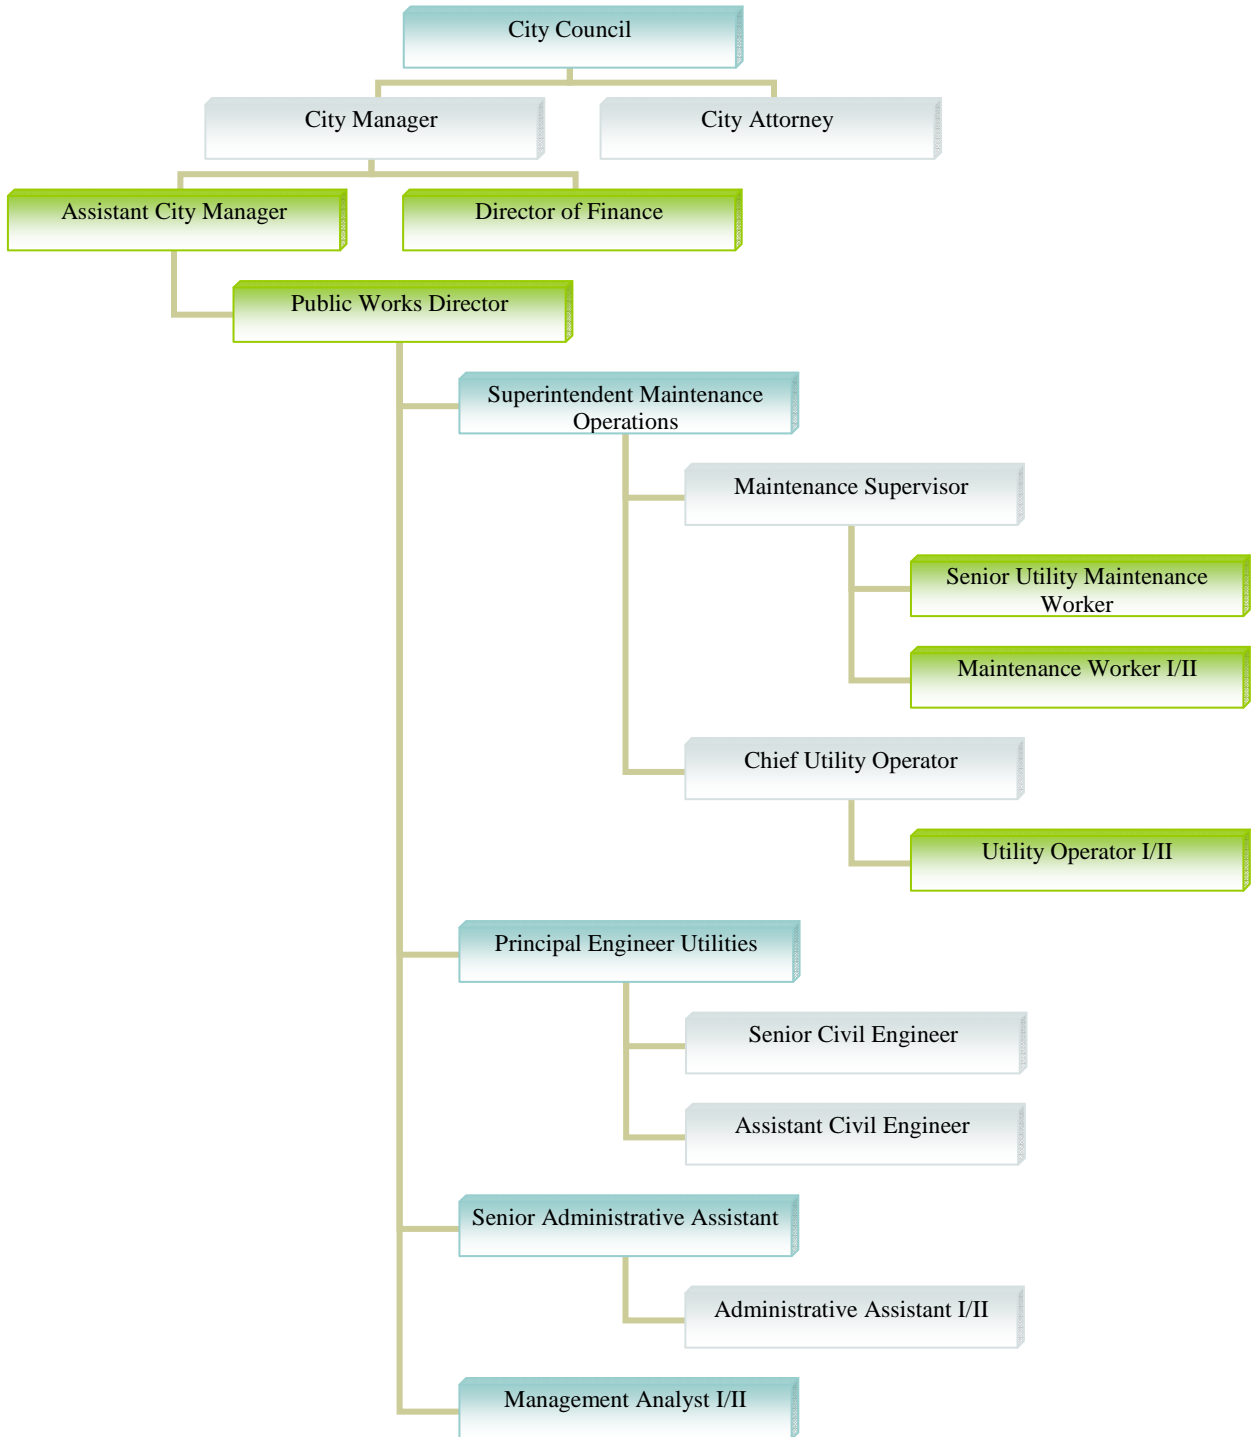 City Council
City Manager
City Attorney
Assistant City Manager
Director of Finance
Public Works Director
Superintendent Maintenance
Operations
Maintenance Supervisor
Senior Utility Maintenance
Worker
Maintenance Worker I/II
Chief Utility Operator
Utility Operator I/II
Principal Engineer Utilities
Senior Civil Engineer
Assistant Civil Engineer
Senior Administrative Assistant
Administrative Assistant I/II
Management Analyst I/II